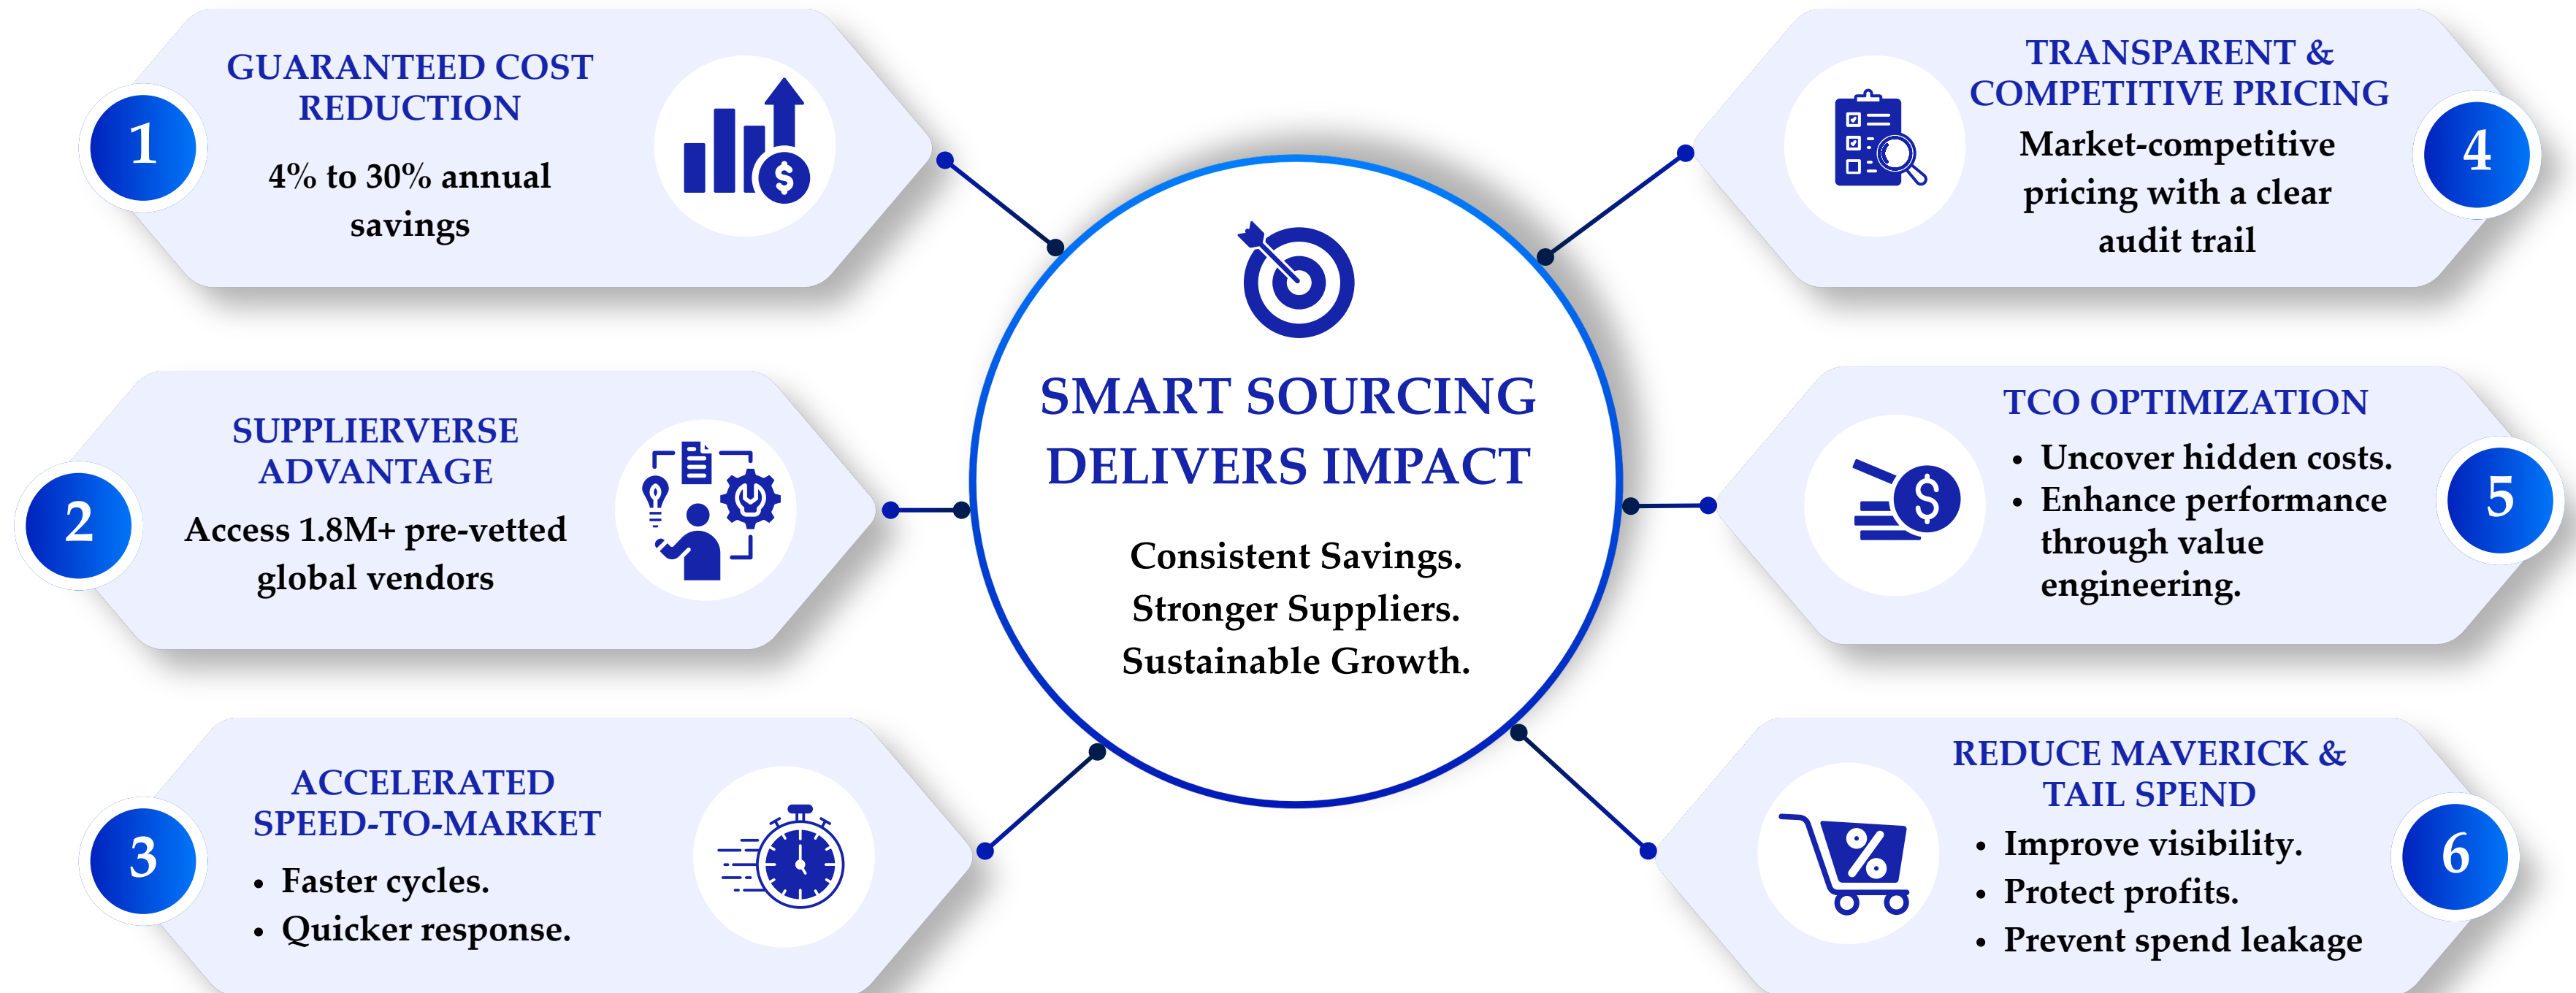 1
GUARANTEED COST
REDUCTION
4% to 30% annual
savings
$
2
SUPPLIERVERSE
ADVANTAGE
Access 1.8M+ pre-vetted
global vendors
3
ACCELERATED
SPEED-TO-MARKET
• Faster cycles.
• Quicker response.
SMART SOURCING
DELIVERS IMPACT
Consistent Savings.
Stronger Suppliers.
Sustainable Growth.
4
TRANSPARENT &
COMPETITIVE PRICING
Market-competitive
pricing with a clear
audit trail
5
TCO OPTIMIZATION
• Uncover hidden costs.
• Enhance performance
through value
engineering.
$
6
REDUCE MAVERICK &
TAIL SPEND
• Improve visibility.
• Protect profits.
• Prevent spend leakage
%